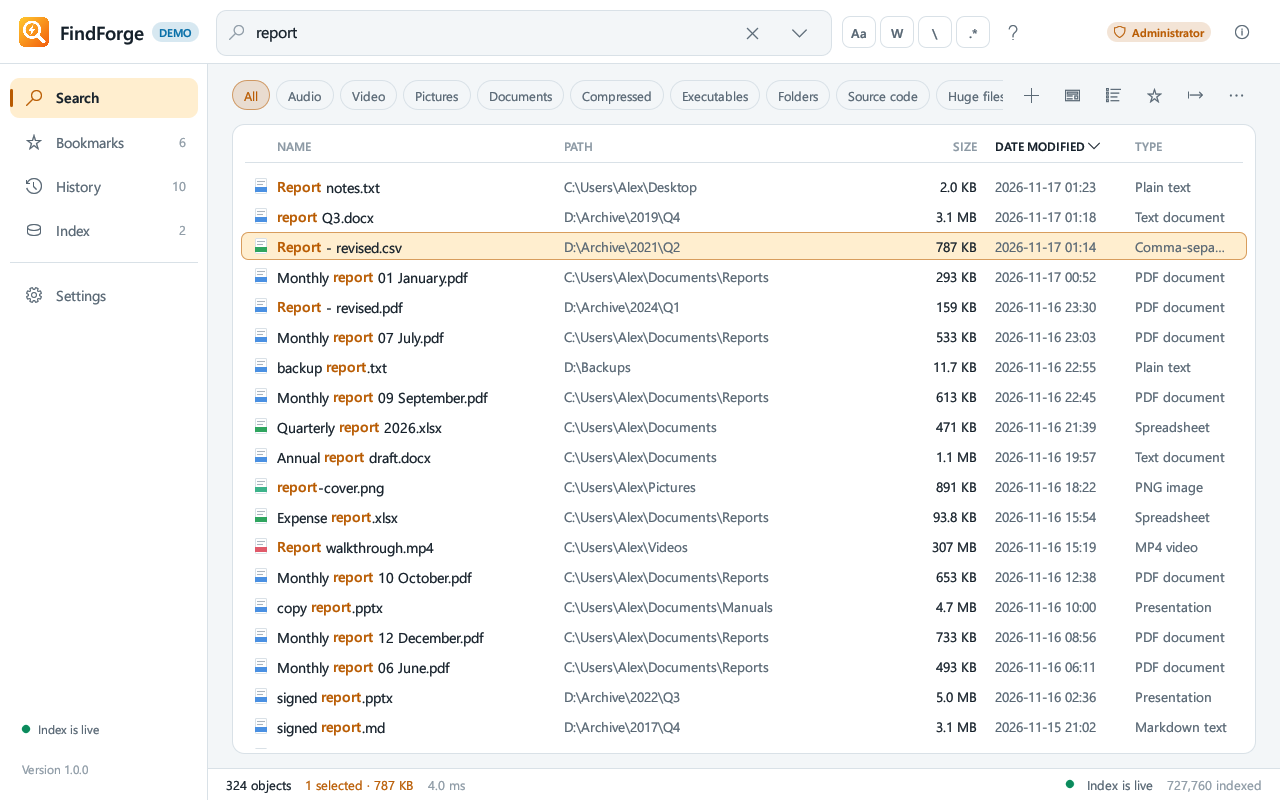 FindForge DEMO report Aa W \ .* ? Administrator
Search
Bookmarks 6
History 10
Index 2
Settings
Index is live
Version 1.0.0
All Audio Video Pictures Documents Compressed Executables Folders Source code Huge files
NAME PATH SIZE DATE MODIFIED TYPE
Report notes.txt C:\Users\Alex\Desktop 2.0 KB 2026-11-17 01:23 Plain text
report Q3.docx D:\Archive\2019\Q4 3.1 MB 2026-11-17 01:18 Text document
Report - revised.csv D:\Archive\2021\Q2 787 KB 2026-11-17 01:14 Comma-sepa...
Monthly report 01 January.pdf C:\Users\Alex\Documents\Reports 293 KB 2026-11-17 00:52 PDF document
Report - revised.pdf D:\Archive\2024\Q1 159 KB 2026-11-16 23:30 PDF document
Monthly report 07 July.pdf C:\Users\Alex\Documents\Reports 533 KB 2026-11-16 23:03 PDF document
backup report.txt D:\Backups 11.7 KB 2026-11-16 22:55 Plain text
Monthly report 09 September.pdf C:\Users\Alex\Documents\Reports 613 KB 2026-11-16 22:45 PDF document
Quarterly report 2026.xlsx C:\Users\Alex\Documents 471 KB 2026-11-16 21:39 Spreadsheet
Annual report draft.docx C:\Users\Alex\Documents 1.1 MB 2026-11-16 19:57 Text document
report-cover.png C:\Users\Alex\Pictures 891 KB 2026-11-16 18:22 PNG image
Expense report.xlsx C:\Users\Alex\Documents\Reports 93.8 KB 2026-11-16 15:54 Spreadsheet
Report walkthrough.mp4 C:\Users\Alex\Videos 307 MB 2026-11-16 15:19 MP4 video
Monthly report 10 October.pdf C:\Users\Alex\Documents\Reports 653 KB 2026-11-16 12:38 PDF document
copy report.pptx C:\Users\Alex\Documents\Manuals 4.7 MB 2026-11-16 10:00 Presentation
Monthly report 12 December.pdf C:\Users\Alex\Documents\Reports 733 KB 2026-11-16 08:56 PDF document
Monthly report 06 June.pdf C:\Users\Alex\Documents\Reports 493 KB 2026-11-16 06:11 PDF document
signed report.pptx D:\Archive\2022\Q3 5.0 MB 2026-11-16 02:36 Presentation
signed report.md D:\Archive\2017\Q4 3.1 MB 2026-11-15 21:02 Markdown text
324 objects 1 selected · 787 KB 4.0 ms Index is live 727,760 indexed